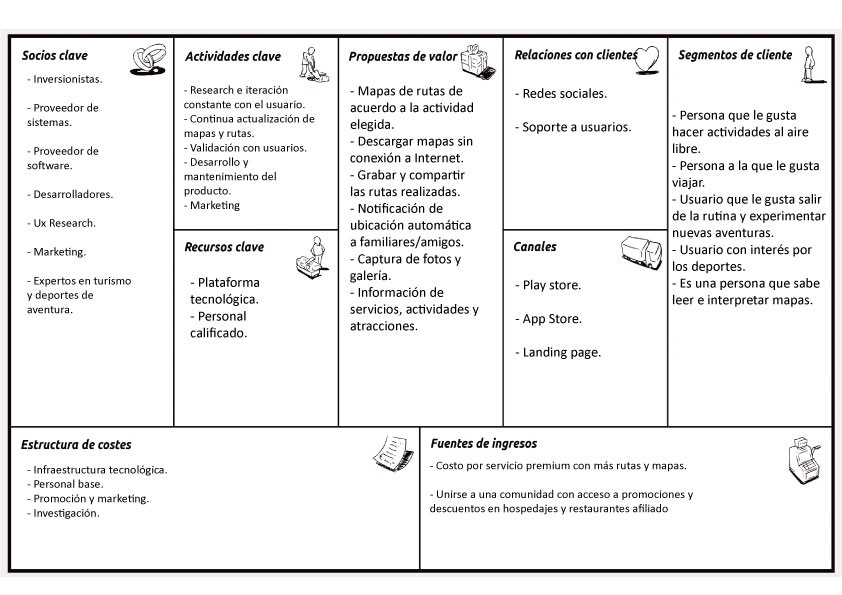 Socios clave
- Inversionistas.
- Proveedor de
sistemas.
- Proveedor de
software.
- Desarrolladores.
- Ux Research.
- Marketing.
- Expertos en turismo
y deportes de
aventura.
Actividades clave
- Research e iteración
constante con el usuario.
- Continua actualización de
mapas y rutas.
- Validación con usuarios.
- Desarrollo y
mantenimiento del
producto.
- Marketing
Recursos clave
- Plataforma
tecnológica.
- Personal
calificado.
Propuestas de valor
- Mapas de rutas de
acuerdo a la actividad
elegida.
- Descargar mapas sin
conexión a Internet.
- Grabar y compartir
las rutas realizadas.
- Notificación de
ubicación automática
a familiares/amigos.
- Captura de fotos y
galería.
- Información de
servicios, actividades y
atracciones.
Relaciones con clientes
- Redes sociales.
- Soporte a usuarios.
Canales
- Play store.
- App Store.
- Landing page.
Segmentos de cliente
- Persona que le gusta
hacer actividades al aire
libre.
- Persona a la que le gusta
viajar.
- Usuario que le gusta salir
de la rutina y experimentar
nuevas aventuras.
- Usuario con interés por
los deportes.
- Es una persona que sabe
leer e interpretar mapas.
Estructura de costes
- Infraestructura tecnológica.
- Personal base.
- Promoción y marketing.
- Investigación.
Fuentes de ingresos
- Costo por servicio premium con más rutas y mapas.
- Unirse a una comunidad con acceso a promociones y
descuentos en hospedajes y restaurantes afiliado